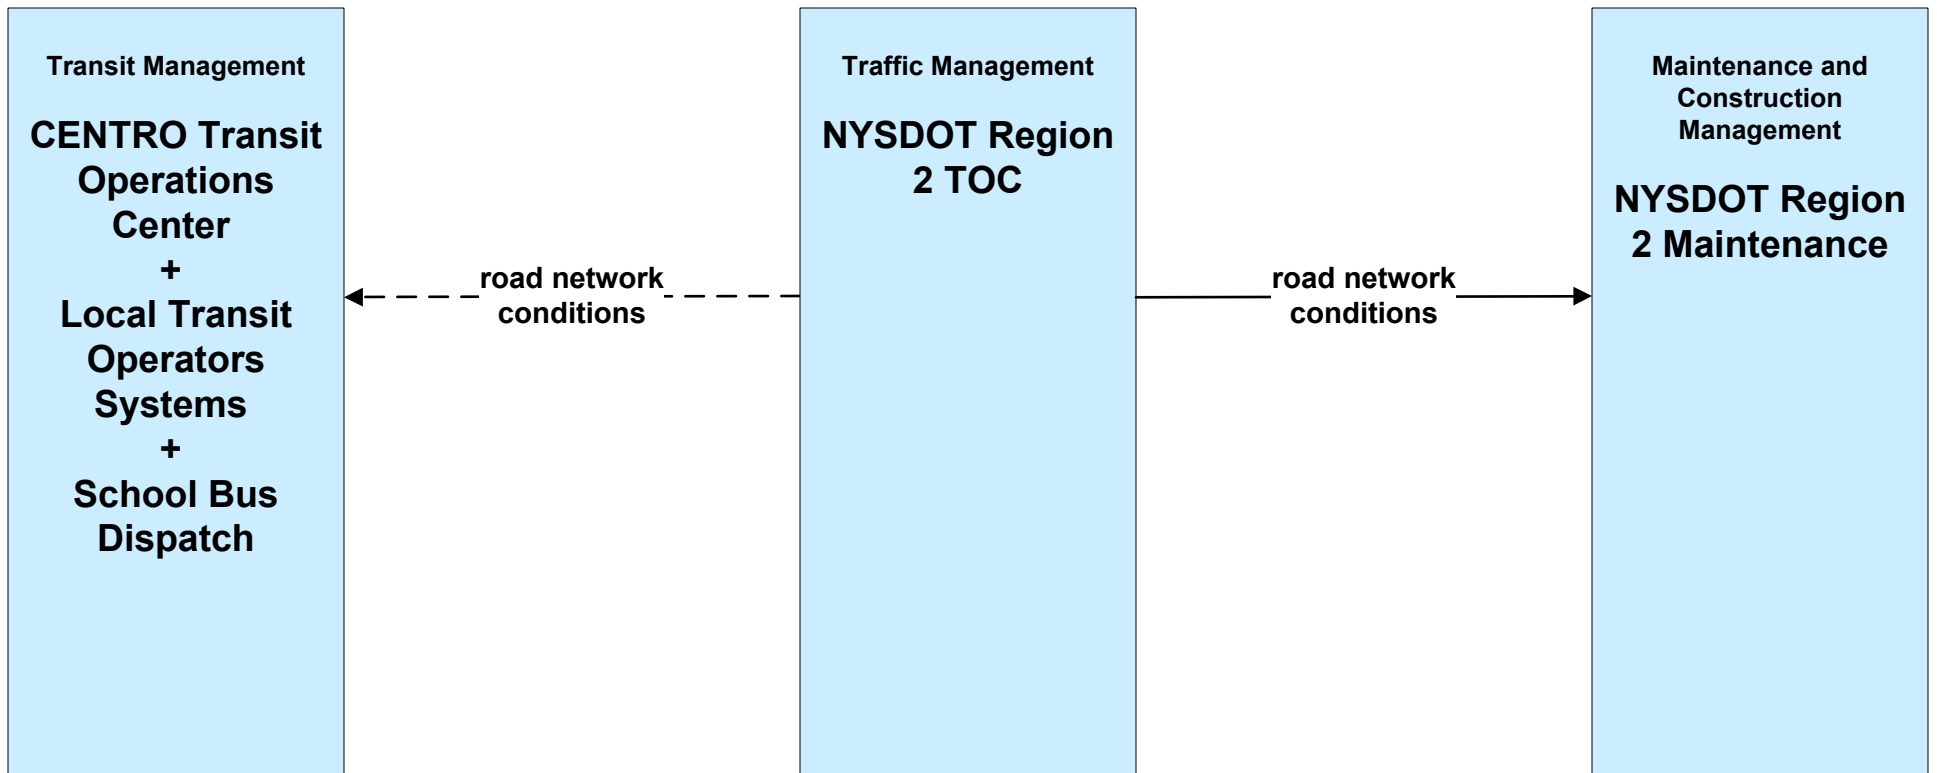 Transit Management
CENTRO Transit
Operations
Center
+
Local Transit
Operators
Systems
+
School Bus
Dispatch
road network
conditions
Traffic Management
NYSDOT Region
2 TOC
road network
conditions
Maintenance and
Construction
Management
NYSDOT Region
2 Maintenance